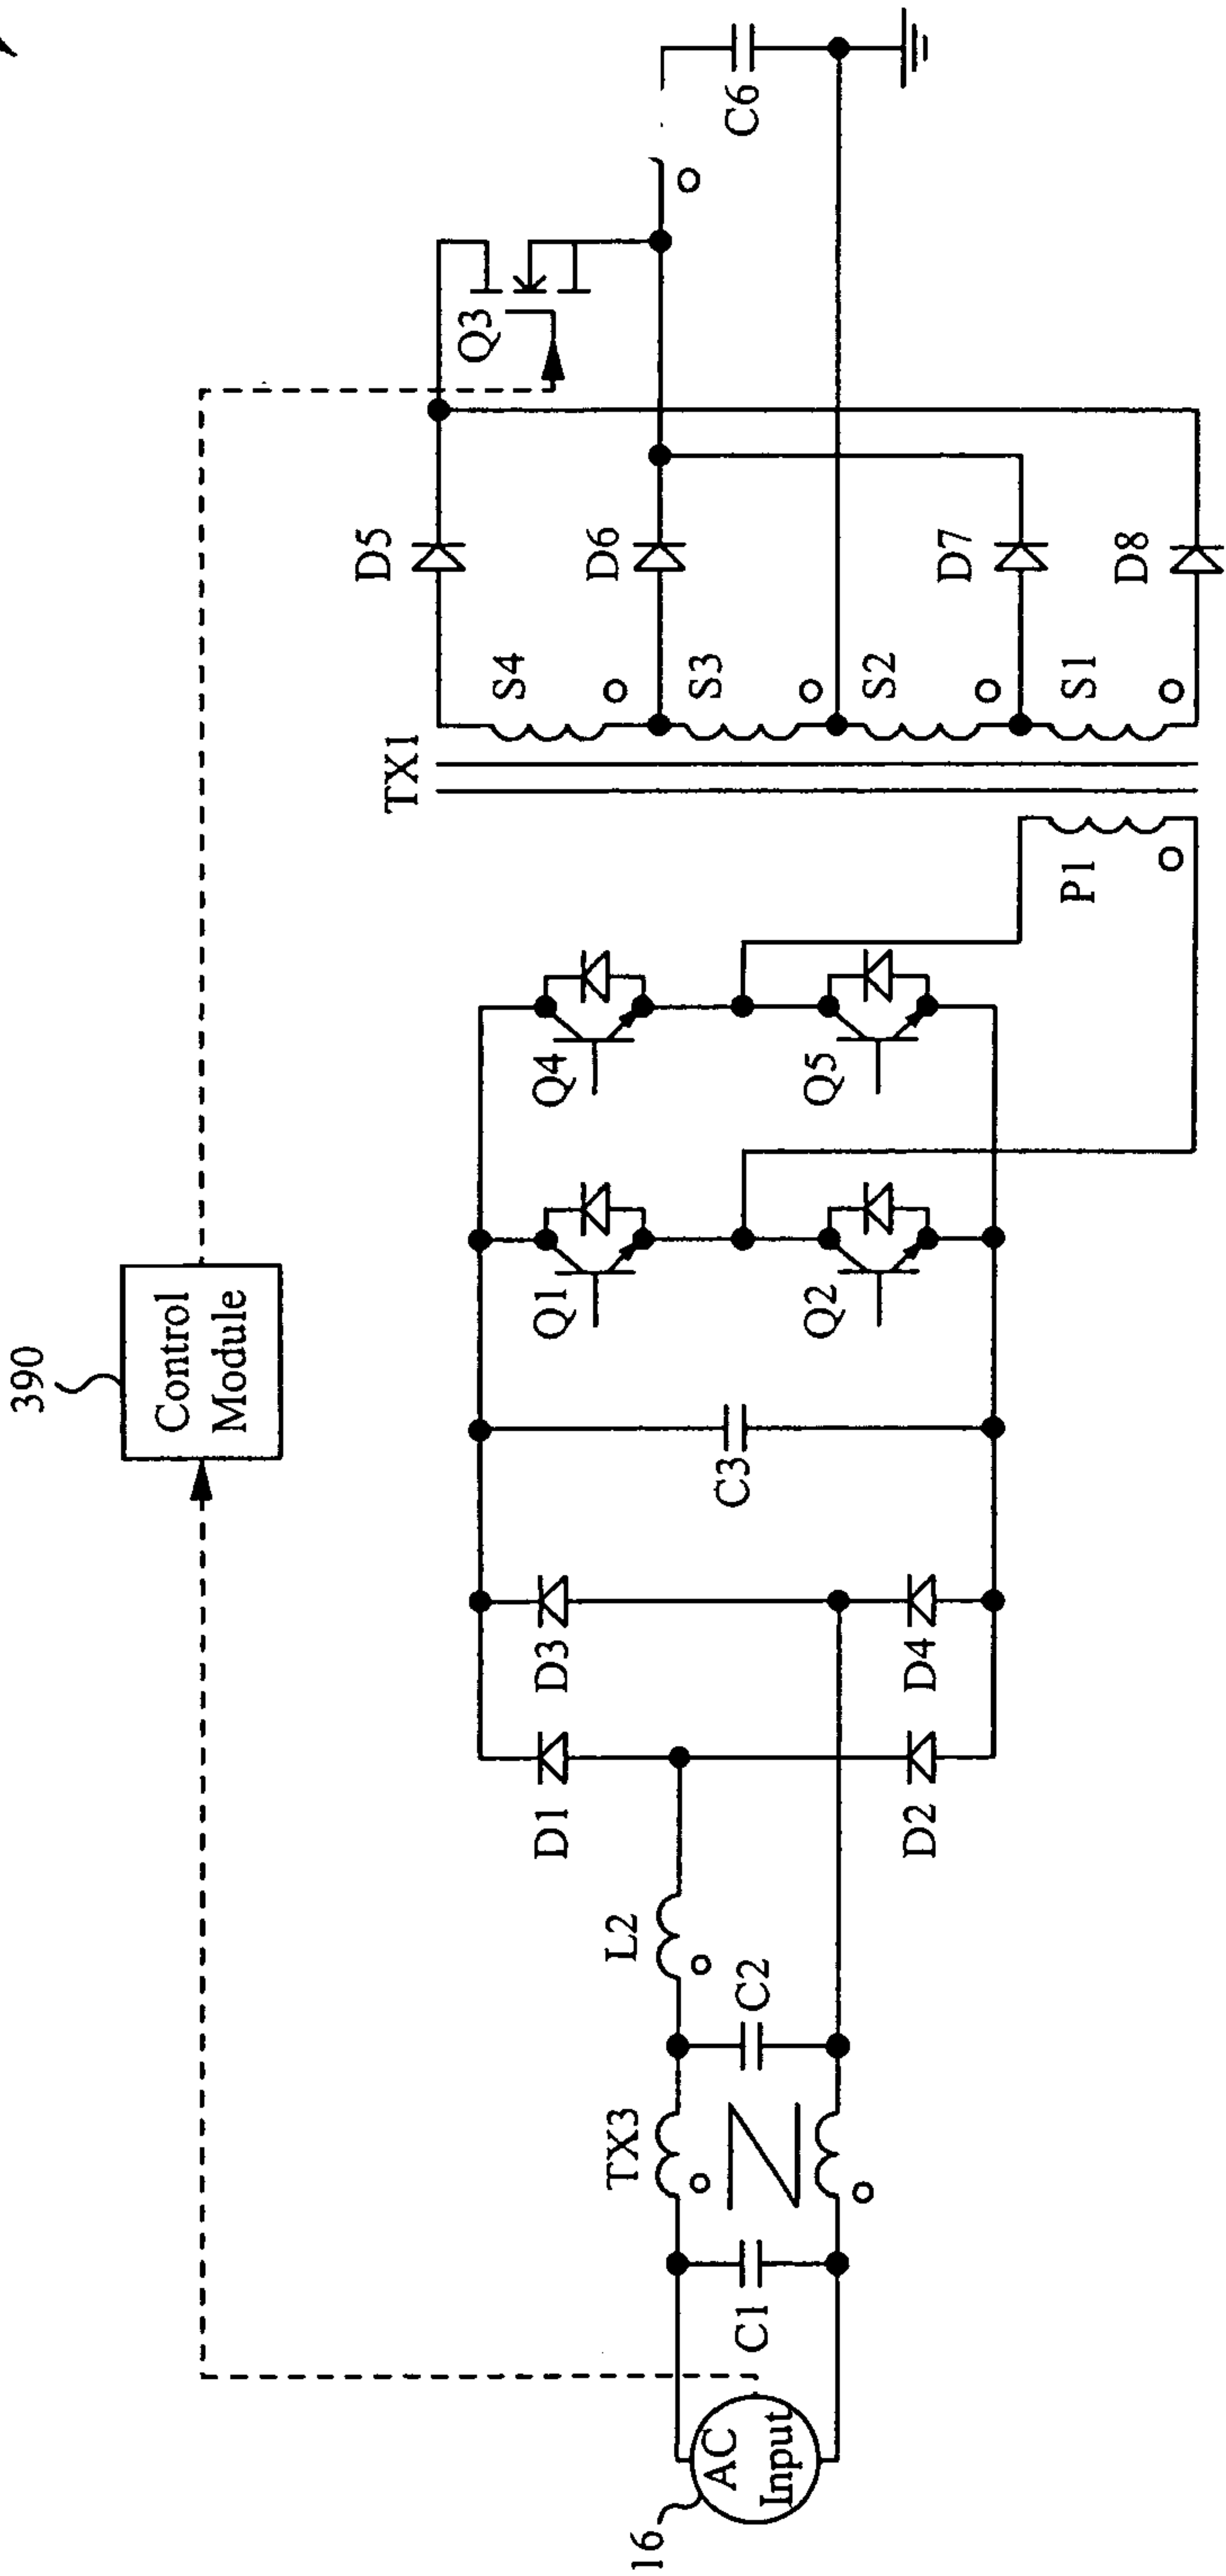 390
Control
Module
16
AC
Input
C1
TX3
C2
L2
D1
D2
D3
D4
C3
Q1
Q2
Q4
Q5
P1
TX1
S4
S3
S2
S1
D5
D6
D7
D8
Q3
C6